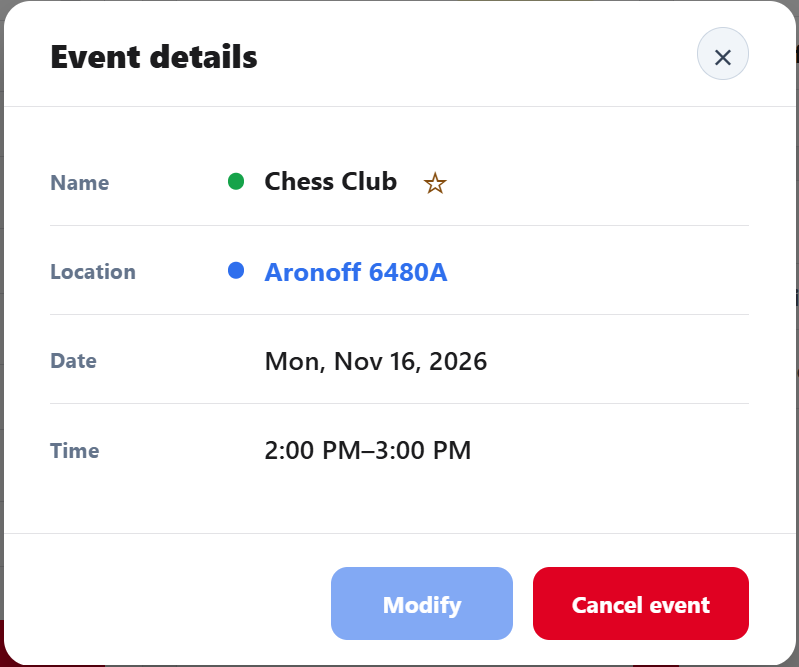 Event details
Name Chess Club
Location Aronoff 6480A
Date Mon, Nov 16, 2026
Time 2:00 PM–3:00 PM
Modify Cancel event